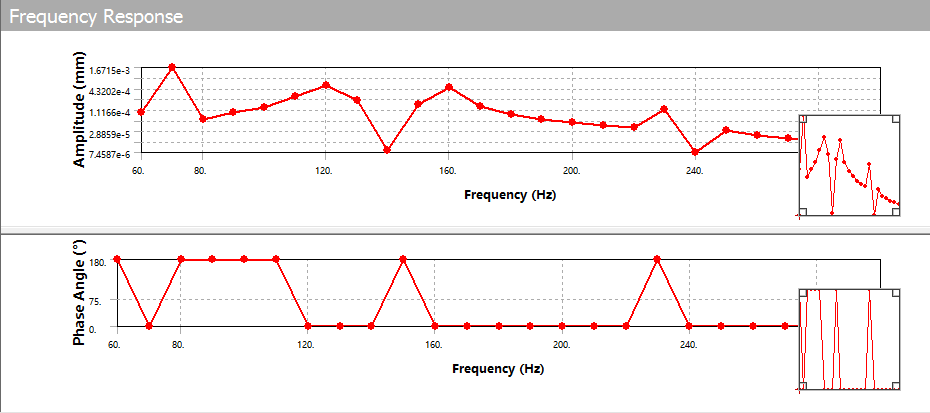 Frequency Response
Amplitude (mm)
1.6715e-3
4.3202e-4
1.1166e-4
2.8859e-5
7.4587e-6
60. 80. 120. 160. 200. 240.
Frequency (Hz)
Phase Angle (°)
180.
75.
0.
60. 80. 120. 160. 200. 240.
Frequency (Hz)